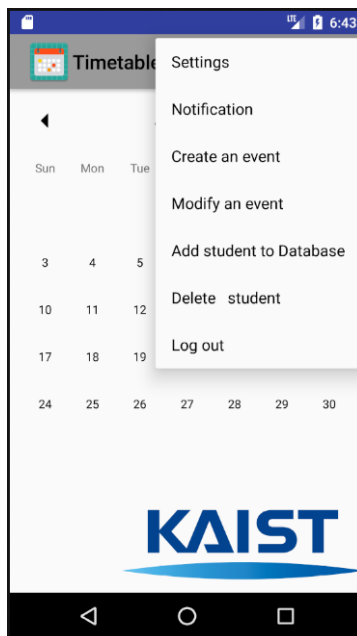 LTE 6:43
Timetable
Settings
Notification
Create an event
Modify an event
Add student to Database
Delete student
Log out
Sun Mon Tue
3 4 5
10 11 12
17 18 19
24 25 26 27 28 29 30
KAIST